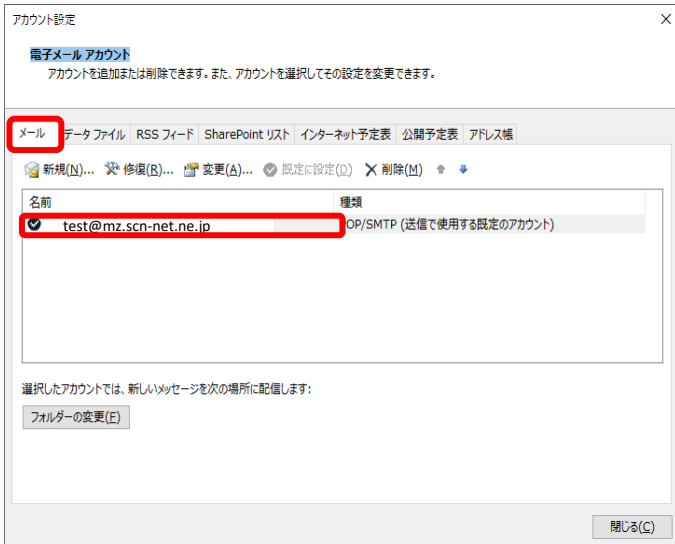 アカウント設定
電子メール アカウント
アカウントを追加または削除できます。また、アカウントを選択してその設定を変更できます。
メール データ ファイル RSS フィード SharePoint リスト インターネット予定表 公開予定表 アドレス帳
新規(N)... 修復(R)... 変更(A)... 既定に設定(D) 削除(M)
名前 種類
test@mz.scn-net.ne.jp OP/SMTP (送信で使用する既定のアカウント)
選択したアカウントでは、新しいメッセージを次の場所に配信します:
フォルダーの変更(F)
閉じる(C)